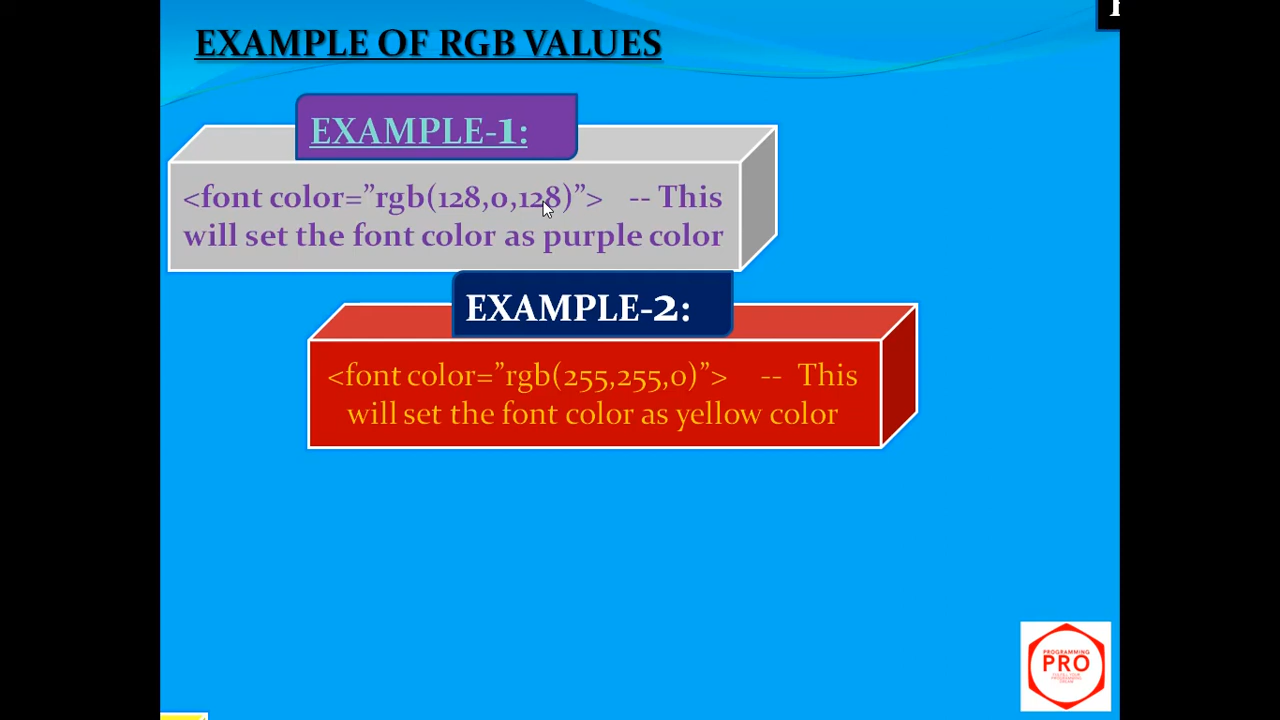 EXAMPLE OF RGB VALUES
EXAMPLE-1:
<font color=”rgb(128,0,128)”> -- This
will set the font color as purple color
EXAMPLE-2:
<font color=”rgb(255,255,0)”> -- This
will set the font color as yellow color
PROGRAMMING
PRO